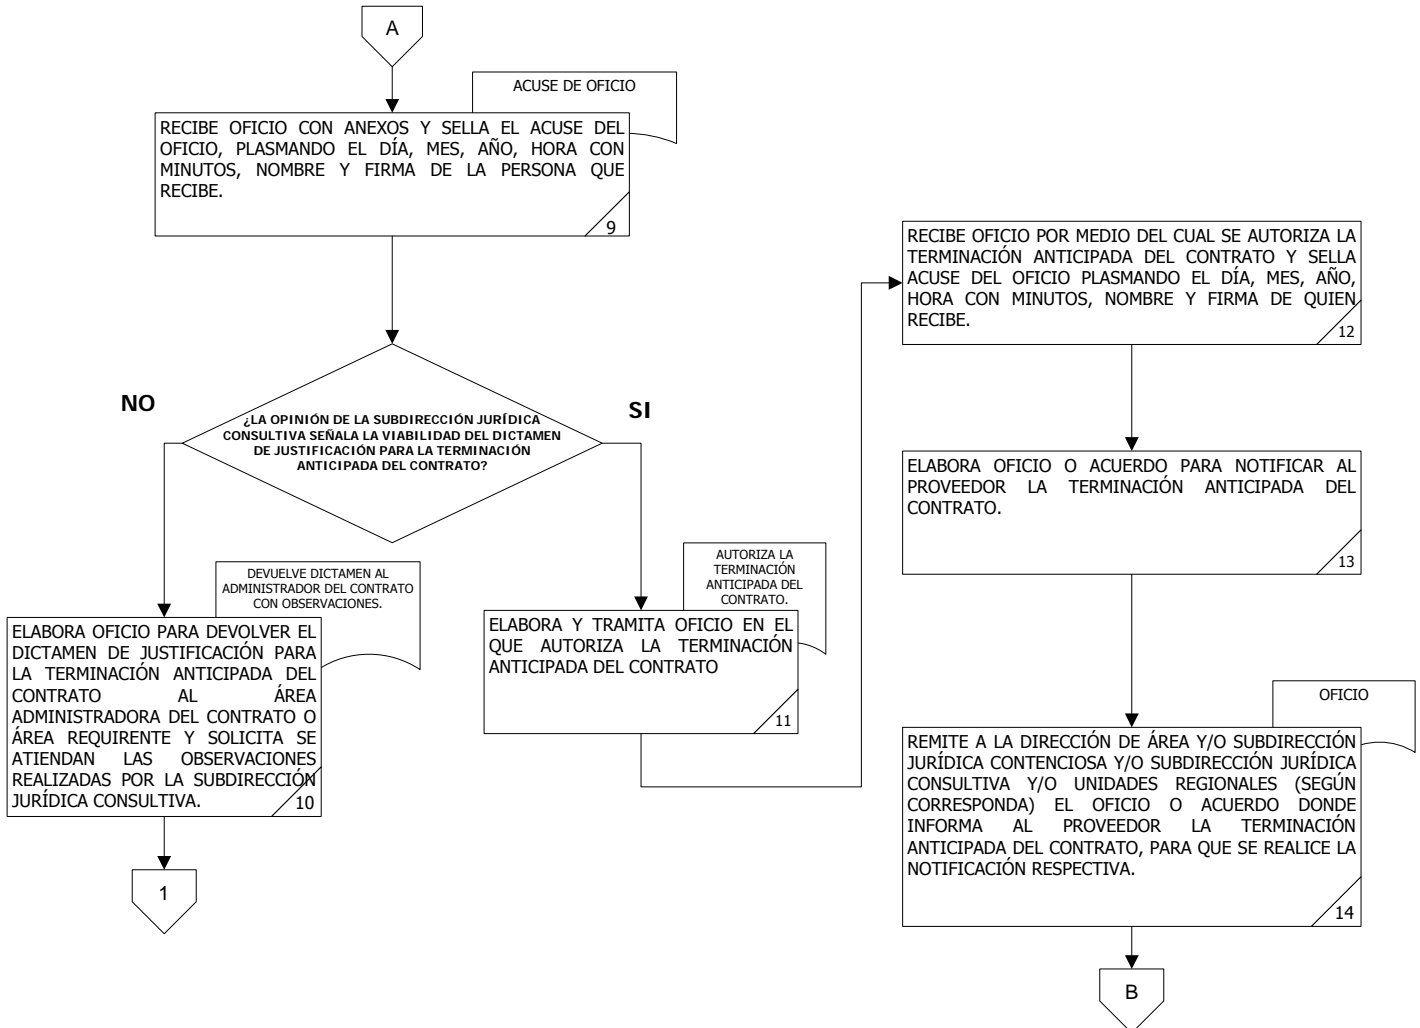 A
ACUSE DE OFICIO
RECIBE OFICIO CON ANEXOS Y SELLA EL ACUSE DEL
OFICIO, PLASMANDO EL DÍA, MES, AÑO, HORA CON
MINUTOS, NOMBRE Y FIRMA DE LA PERSONA QUE
RECIBE.
9
¿LA OPINIÓN DE LA SUBDIRECCIÓN JURÍDICA
CONSULTIVA SEÑALA LA VIABILIDAD DEL DICTAMEN
DE JUSTIFICACIÓN PARA LA TERMINACIÓN
ANTICIPADA DEL CONTRATO?
NO
SI
DEVUELVE DICTAMEN AL
ADMINISTRADOR DEL CONTRATO
CON OBSERVACIONES.
ELABORA OFICIO PARA DEVOLVER EL
DICTAMEN DE JUSTIFICACIÓN PARA
LA TERMINACIÓN ANTICIPADA DEL
CONTRATO AL ÁREA
ADMINISTRADORA DEL CONTRATO O
ÁREA REQUIRENTE Y SOLICITA SE
ATIENDAN LAS OBSERVACIONES
REALIZADAS POR LA SUBDIRECCIÓN
JURÍDICA CONSULTIVA.
10
1
AUTORIZA LA
TERMINACIÓN
ANTICIPADA DEL
CONTRATO.
ELABORA Y TRAMITA OFICIO EN EL
QUE AUTORIZA LA TERMINACIÓN
ANTICIPADA DEL CONTRATO
11
RECIBE OFICIO POR MEDIO DEL CUAL SE AUTORIZA LA
TERMINACIÓN ANTICIPADA DEL CONTRATO Y SELLA
ACUSE DEL OFICIO PLASMANDO EL DÍA, MES, AÑO,
HORA CON MINUTOS, NOMBRE Y FIRMA DE QUIEN
RECIBE.
12
ELABORA OFICIO O ACUERDO PARA NOTIFICAR AL
PROVEEDOR LA TERMINACIÓN ANTICIPADA DEL
CONTRATO.
13
OFICIO
REMITE A LA DIRECCIÓN DE ÁREA Y/O SUBDIRECCIÓN
JURÍDICA CONTENCIOSA Y/O SUBDIRECCIÓN JURÍDICA
CONSULTIVA Y/O UNIDADES REGIONALES (SEGÚN
CORRESPONDA) EL OFICIO O ACUERDO DONDE
INFORMA AL PROVEEDOR LA TERMINACIÓN
ANTICIPADA DEL CONTRATO, PARA QUE SE REALICE LA
NOTIFICACIÓN RESPECTIVA.
14
B